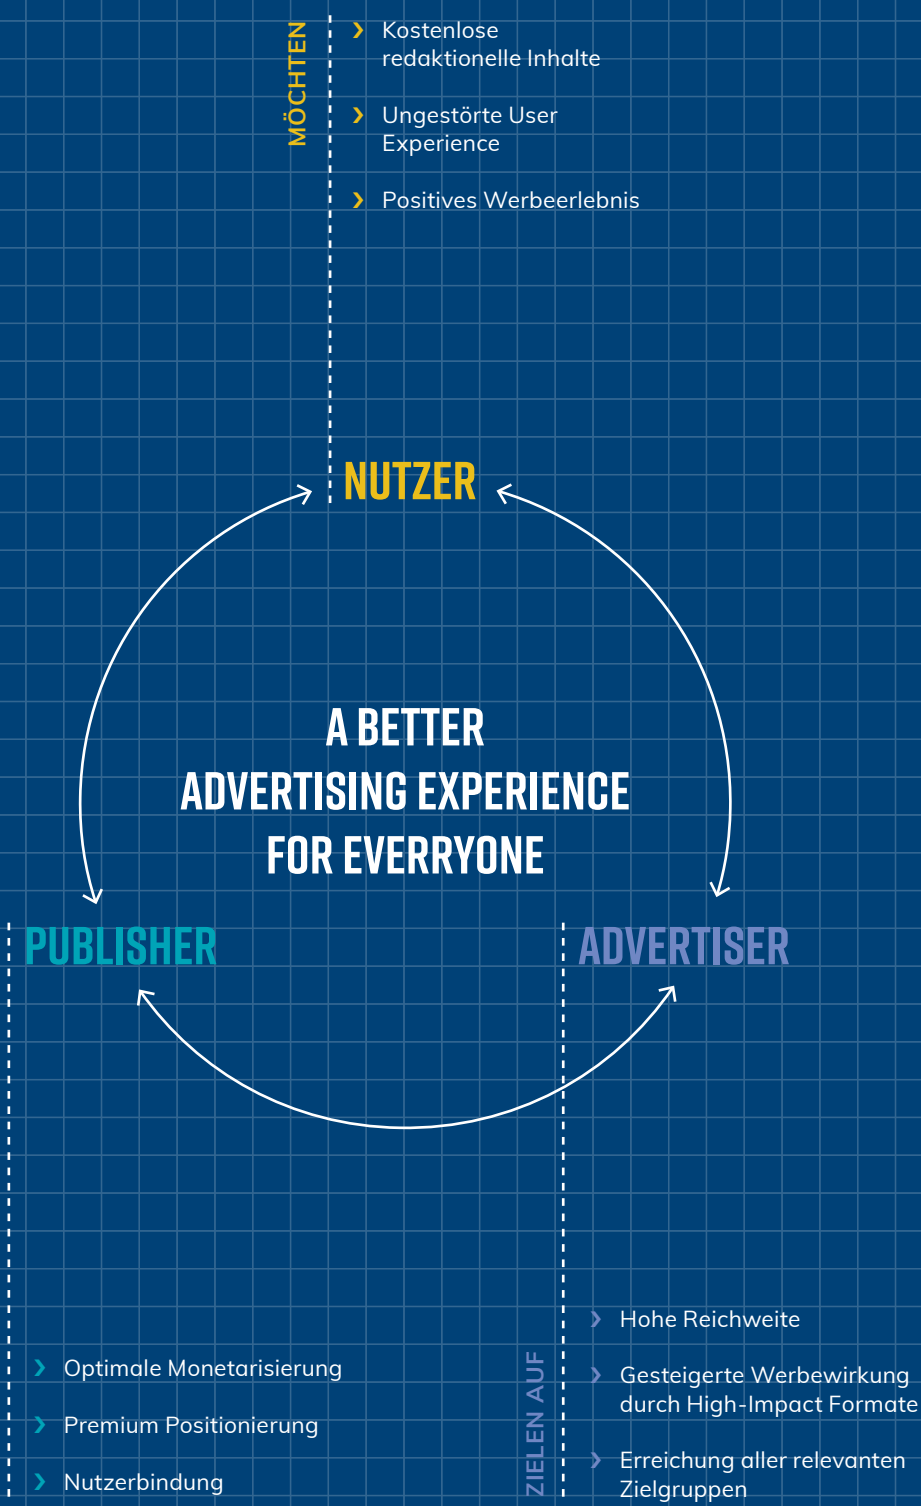 MÖCHTEN
Kostenlose
redaktionelle Inhalte
Ungestörte User
Experience
Positives Werbeerlebnis
NUTZER
A BETTER
ADVERTISING EXPERIENCE
FOR EVERRYONE
PUBLISHER
ADVERTISER
Optimale Monetarisierung
Premium Positionierung
Nutzerbindung
ZIELEN AUF
Hohe Reichweite
Gesteigerte Werbewirkung
durch High-Impact Formate
Erreichung aller relevanten
Zielgruppen